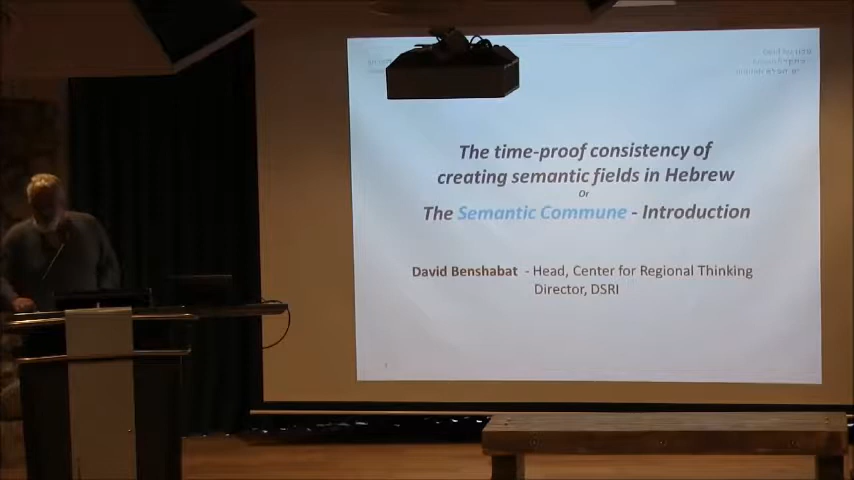 The time-proof consistency of
creating semantic fields in Hebrew
Or
The Semantic Commune - Introduction
David Benshabat - Head, Center for Regional Thinking
Director, DSRI